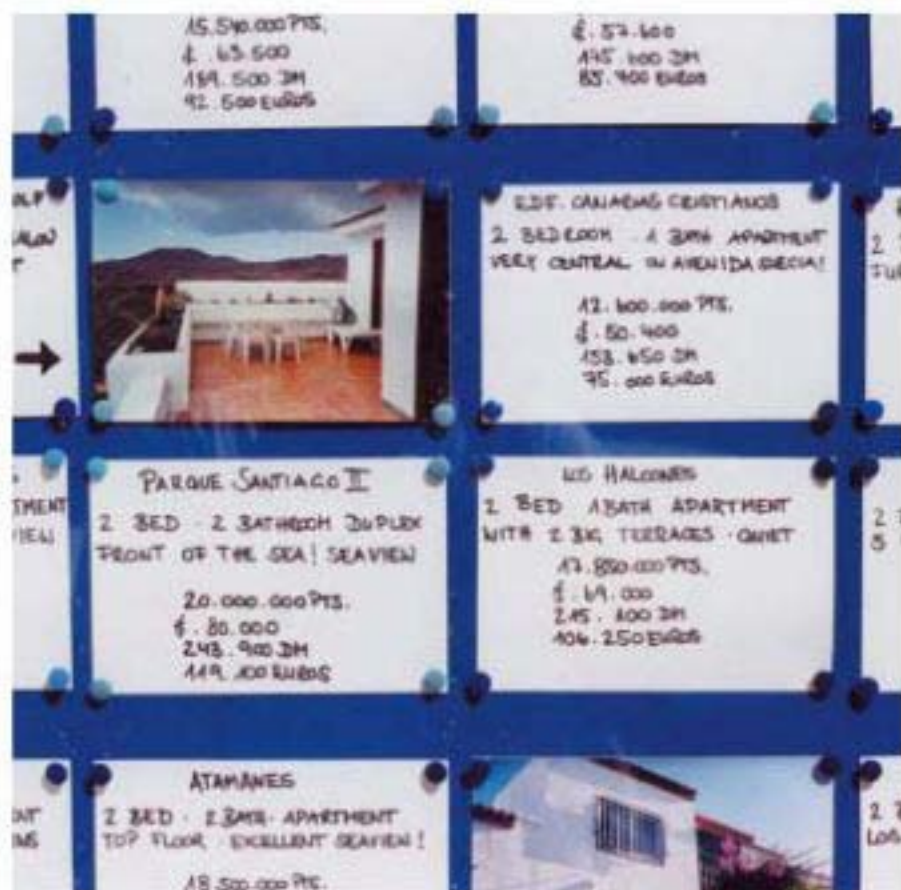 15.540.000 PTS.
£. 63.500
189.500 DM
92.500 EUROS
£. 57.600
175.600 DM
85.700 EUROS
EDF. CANARIAS CRISTIANOS
2 BEDROOM · 1 BATH APARTMENT
VERY CENTRAL IN AVENIDA SUECIA!
12.600.000 PTS.
£. 50.400
153.650 DM
75.000 EUROS
PARQUE SANTIAGO II
2 BED · 2 BATHROOM DUPLEX
FRONT OF THE SEA! SEAVIEW
20.000.000 PTS.
£. 80.000
243.900 DM
119.100 EUROS
LOS HALCONES
2 BED 1 BATH APARTMENT
WITH 2 BIG TERRACES · QUIET
17.850.000 PTS.
£. 69.000
215.600 DM
106.250 EUROS
ATAMANES
2 BED · 2 BATH · APARTMENT
TOP FLOOR · EXCELLENT SEAVIEW!
18.500.000 PTS.